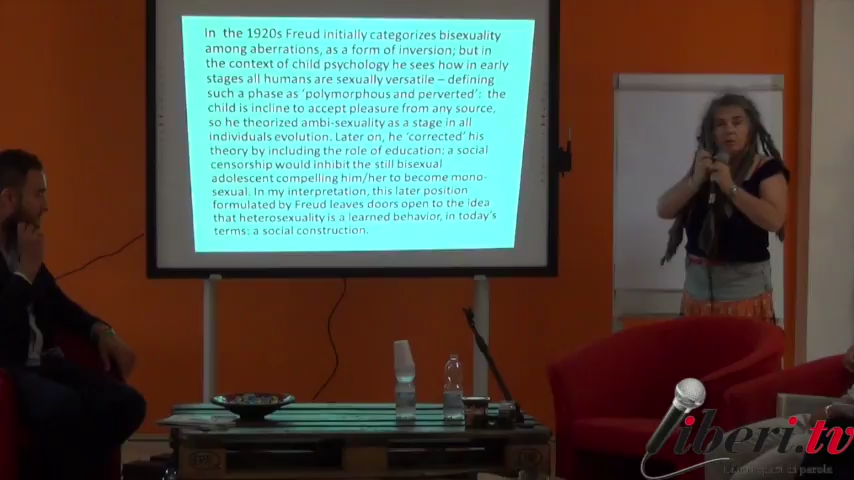 In the 1920s Freud initially categorizes bisexuality
among aberrations, as a form of inversion; but in
the context of child psychology he sees how in early
stages all humans are sexually versatile – defining
such a phase as 'polymorphous and perverted': the
child is incline to accept pleasure from any source,
so he theorized ambi-sexuality as a stage in all
individuals evolution. Later on, he 'corrected' his
theory by including the role of education: a social
censorship would inhibit the still bisexual
adolescent compelling him/her to become mono-
sexual. In my interpretation, this later position
formulated by Freud leaves doors open to the idea
that heterosexuality is a learned behavior, in today's
terms: a social construction.
liberi.tv